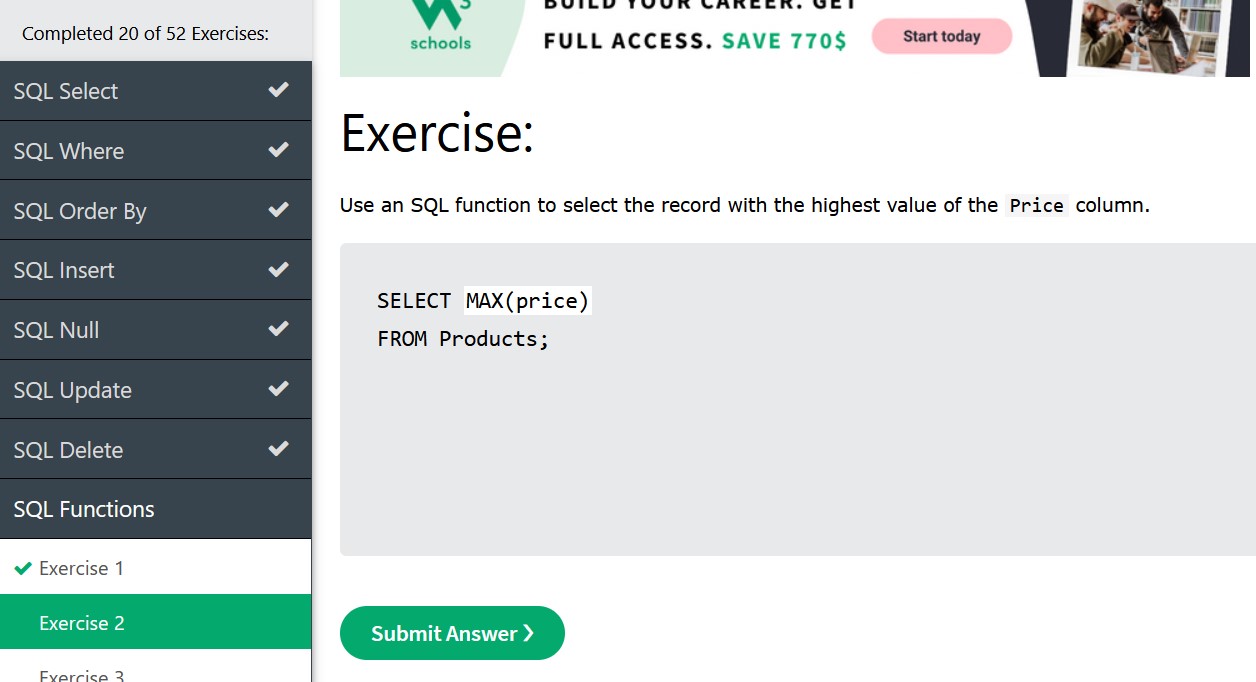 Completed 20 of 52 Exercises:
SQL Select
SQL Where
SQL Order By
SQL Insert
SQL Null
SQL Update
SQL Delete
SQL Functions
Exercise 1
Exercise 2
Exercise 3
3
schools
BUILD YOUR CAREER. GET
FULL ACCESS. SAVE 770$
Start today
Exercise:
Use an SQL function to select the record with the highest value of the Price column.
SELECT MAX(price)
FROM Products;
Submit Answer ❯